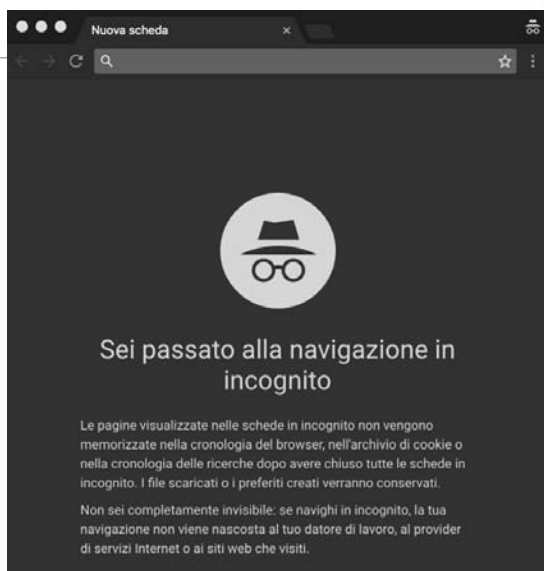 Nuova scheda
Sei passato alla navigazione in
incognito
Le pagine visualizzate nelle schede in incognito non vengono
memorizzate nella cronologia del browser, nell'archivio di cookie o
nella cronologia delle ricerche dopo avere chiuso tutte le schede in
incognito. I file scaricati o i preferiti creati verranno conservati.
Non sei completamente invisibile: se navighi in incognito, la tua
navigazione non viene nascosta al tuo datore di lavoro, al provider
di servizi Internet o ai siti web che visiti.